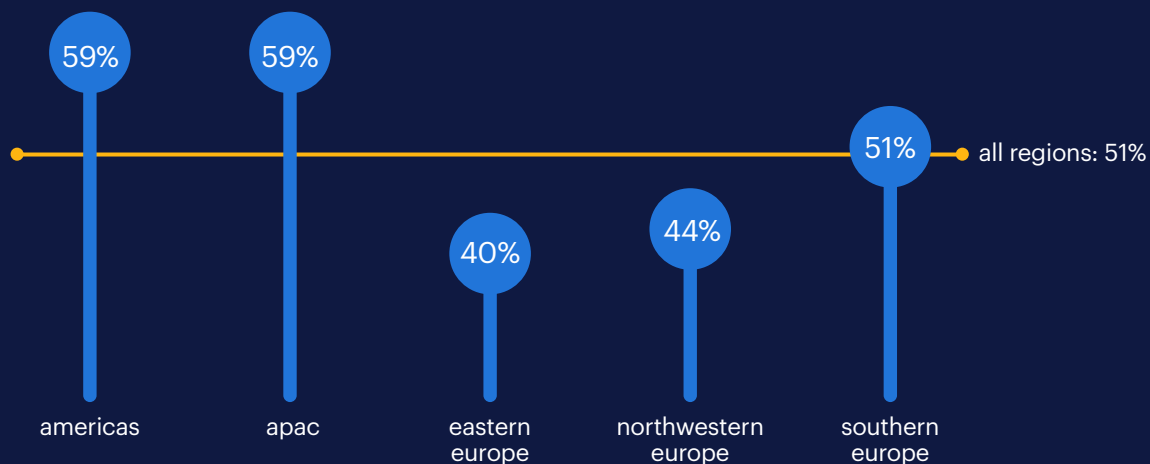 59%
59%
51%
all regions: 51%
44%
40%
americas
apac
eastern
europe
northwestern
europe
southern
europe